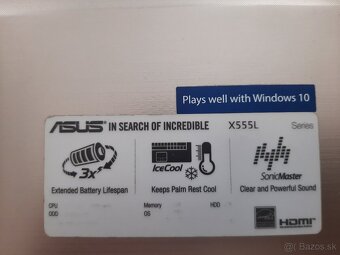 Plays well with Windows 10
ASUS IN SEARCH OF INCREDIBLE X555L Series
3x
IceCool
SonicMaster
Extended Battery Lifespan
Keeps Palm Rest Cool
Clear and Powerful Sound
CPU
Memory
HDD
ODD
OS
HDMI
© Bazos.sk